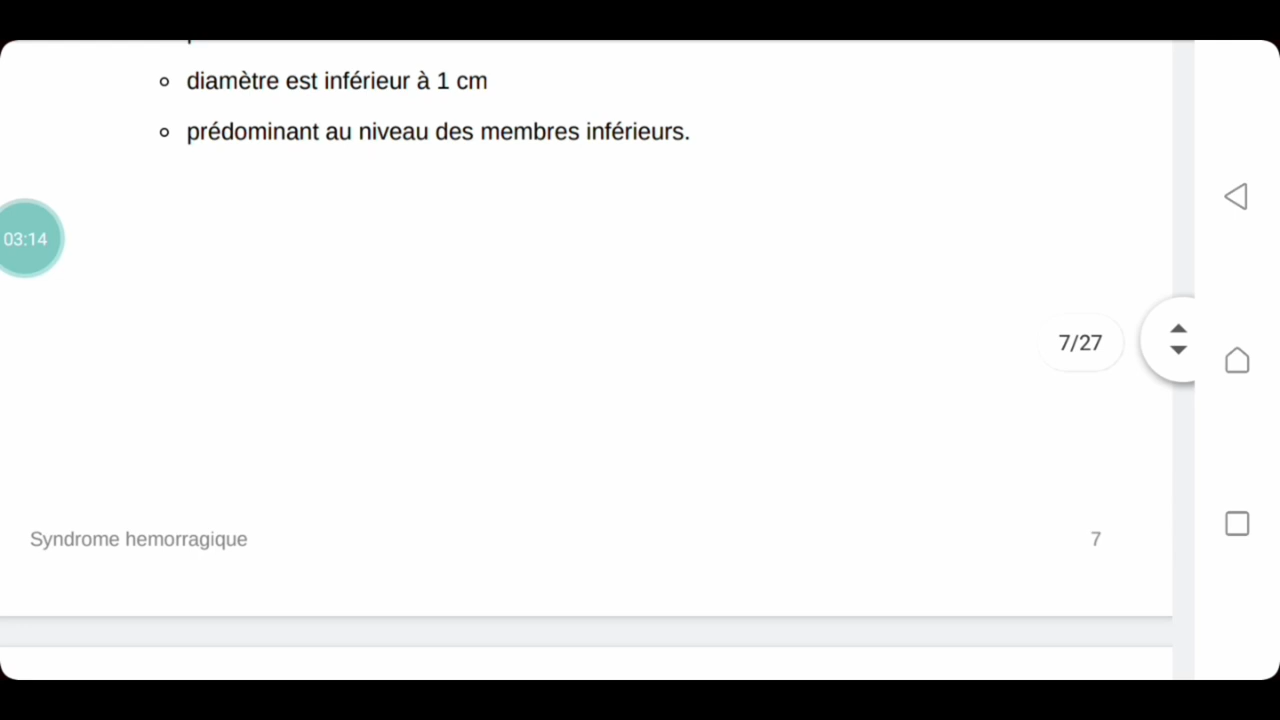 diamètre est inférieur à 1 cm
prédominant au niveau des membres inférieurs.
03:14
7/27
Syndrome hemorragique
7